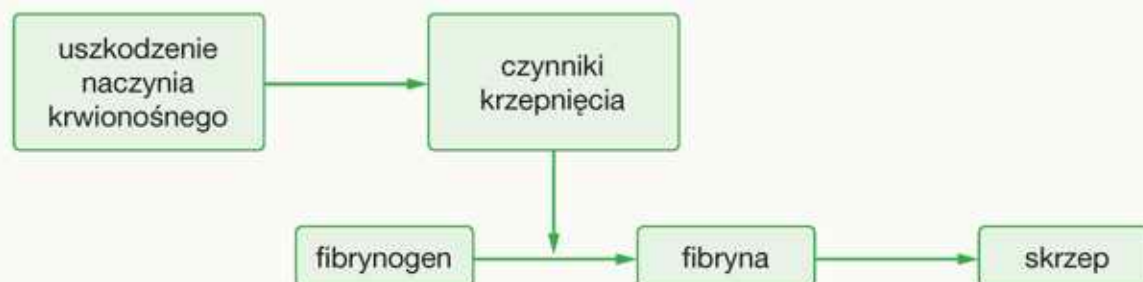 uszkodzenie
naczynia
krwionośnego
czynniki
krzepnięcia
fibrynogen
fibryna
skrzep